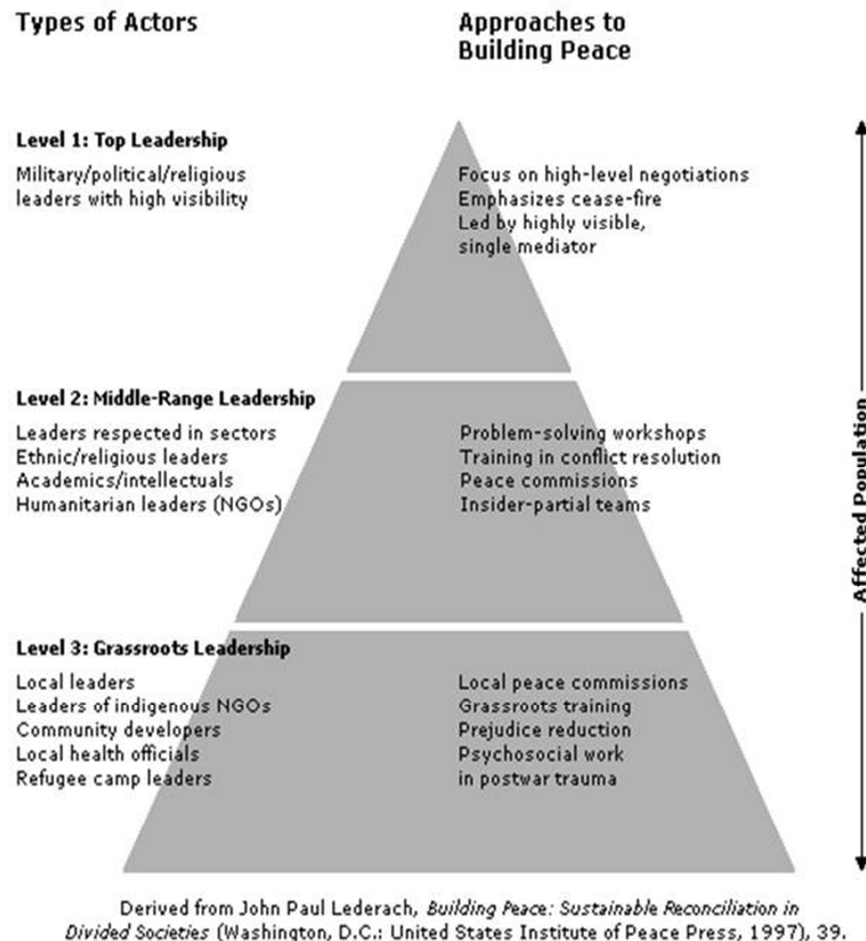 Types of Actors
Approaches to
Building Peace
Level 1: Top Leadership
Military/political/religious
leaders with high visibility
Focus on high-level negotiations
Emphasizes cease-fire
Led by highly visible,
single mediator
Level 2: Middle-Range Leadership
Leaders respected in sectors
Ethnic/religious leaders
Academics/intellectuals
Humanitarian leaders (NGOs)
Problem-solving workshops
Training in conflict resolution
Peace commissions
Insider-partial teams
Level 3: Grassroots Leadership
Local leaders
Leaders of indigenous NGOs
Community developers
Local health officials
Refugee camp leaders
Local peace commissions
Grassroots training
Prejudice reduction
Psychosocial work
in postwar trauma
Affected Population
Derived from John Paul Lederach, Building Peace: Sustainable Reconciliation in
Divided Societies (Washington, D.C.: United States Institute of Peace Press, 1997), 39.